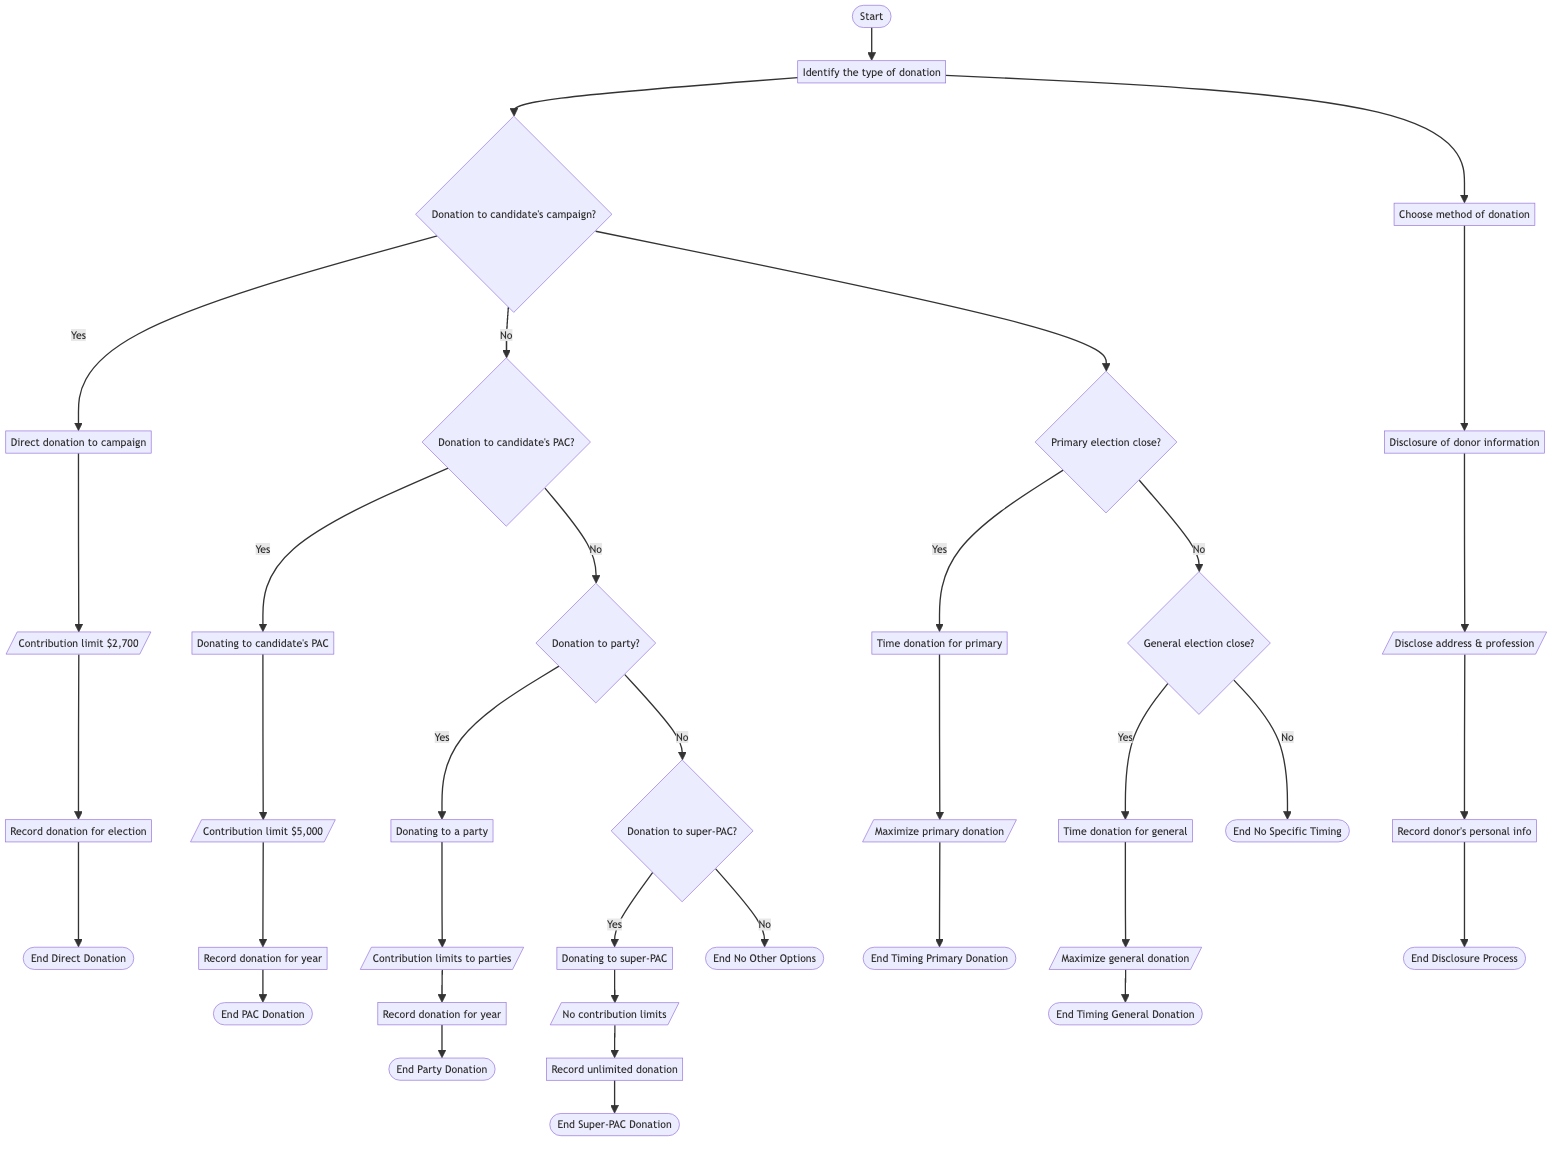 Start
Identify the type of donation
Donation to candidate's campaign?
Choose method of donation
Yes
No
Direct donation to campaign
Donation to candidate's PAC?
Primary election close?
Disclosure of donor information
Yes
No
Yes
No
Contribution limit $2,700
Donating to candidate's PAC
Donation to party?
Time donation for primary
General election close?
Disclose address & profession
Yes
No
Yes
No
Record donation for election
Contribution limit $5,000
Donating to a party
Donation to super-PAC?
Maximize primary donation
Time donation for general
End No Specific Timing
Record donor's personal info
Yes
No
End Direct Donation
Record donation for year
Contribution limits to parties
Donating to super-PAC
End No Other Options
End Timing Primary Donation
Maximize general donation
End Disclosure Process
End PAC Donation
Record donation for year
No contribution limits
End Timing General Donation
End Party Donation
Record unlimited donation
End Super-PAC Donation